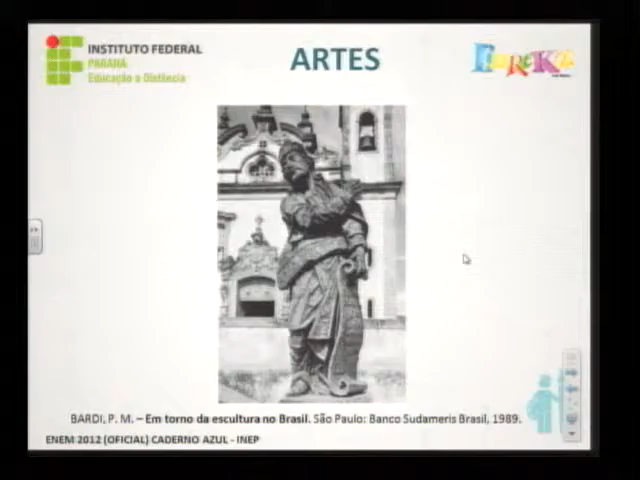 INSTITUTO FEDERAL
PARANÁ
Educação a Distância
ARTES
EUREKA
BARDI, P. M. – Em torno da escultura no Brasil. São Paulo: Banco Sudameris Brasil, 1989.
ENEM 2012 (OFICIAL) CADERNO AZUL - INEP